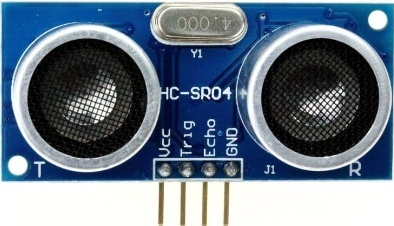 4.000
Y1
HC-SR04
Vcc
Trig
Echo
GND
T
J1
R